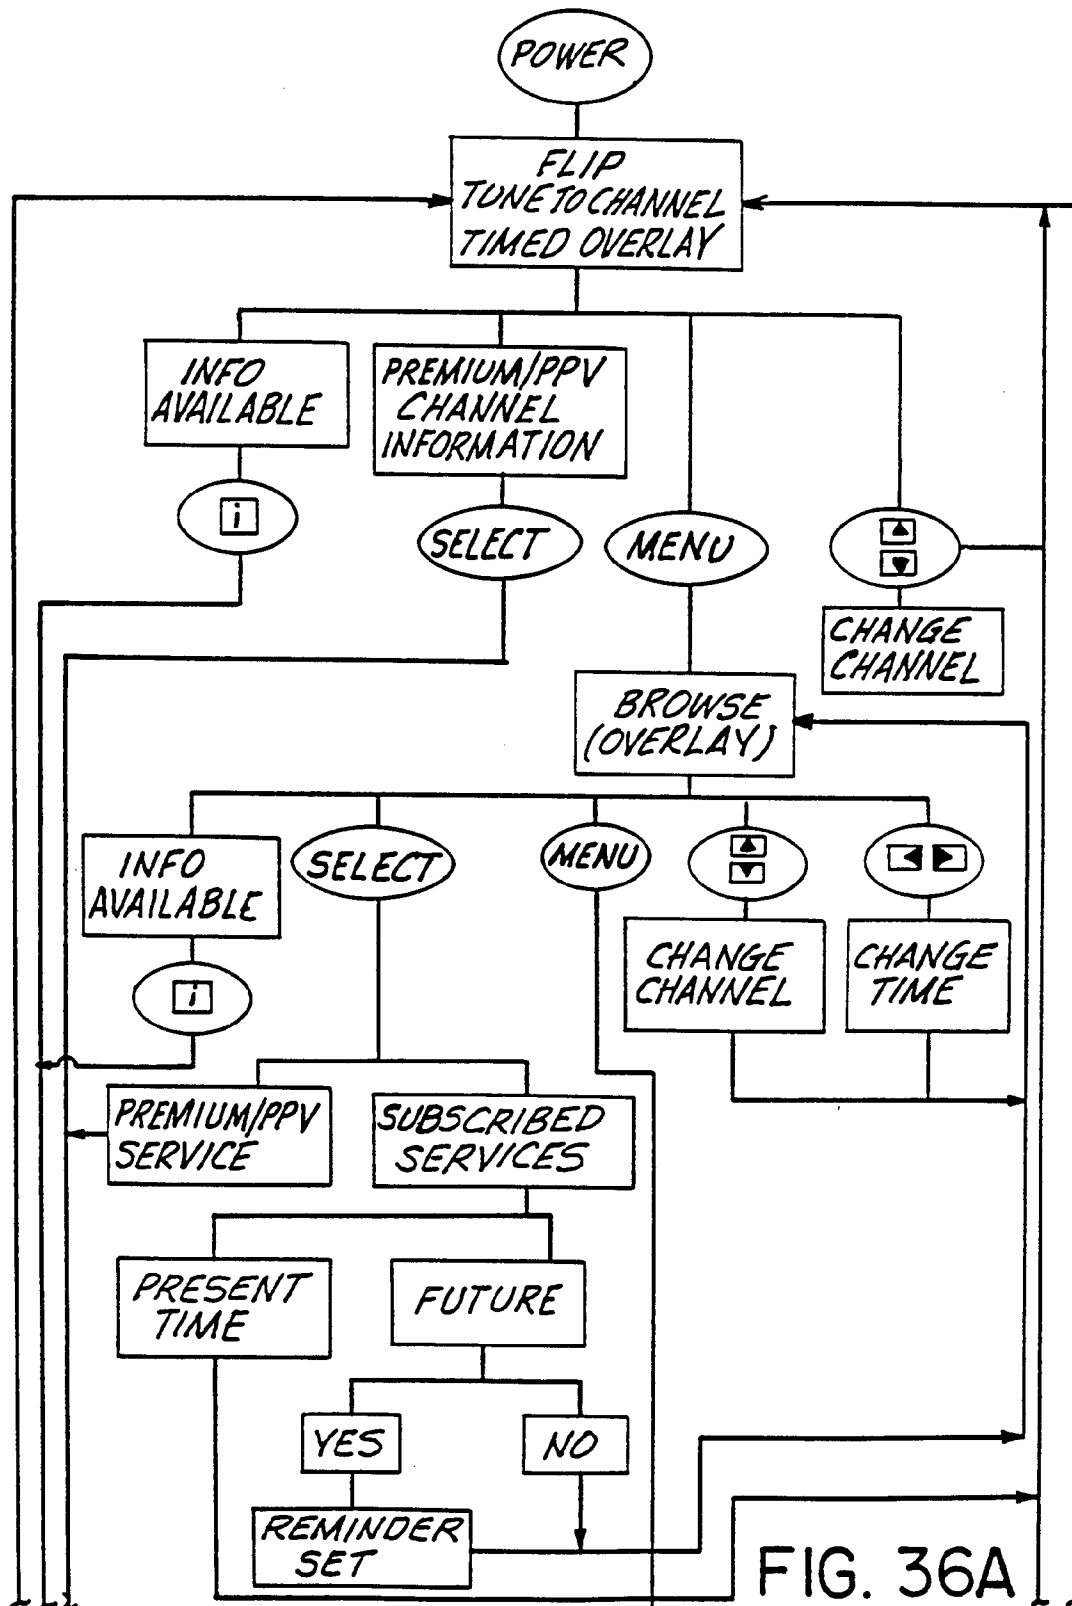 POWER
FLIP
TUNE TO CHANNEL
TIMED OVERLAY
INFO
AVAILABLE
PREMIUM/PPV
CHANNEL
INFORMATION
i
SELECT
MENU
CHANGE
CHANNEL
BROWSE
(OVERLAY)
INFO
AVAILABLE
SELECT
MENU
i
CHANGE
CHANNEL
CHANGE
TIME
PREMIUM/PPV
SERVICE
SUBSCRIBED
SERVICES
PRESENT
TIME
FUTURE
YES
NO
REMINDER
SET
FIG. 36A